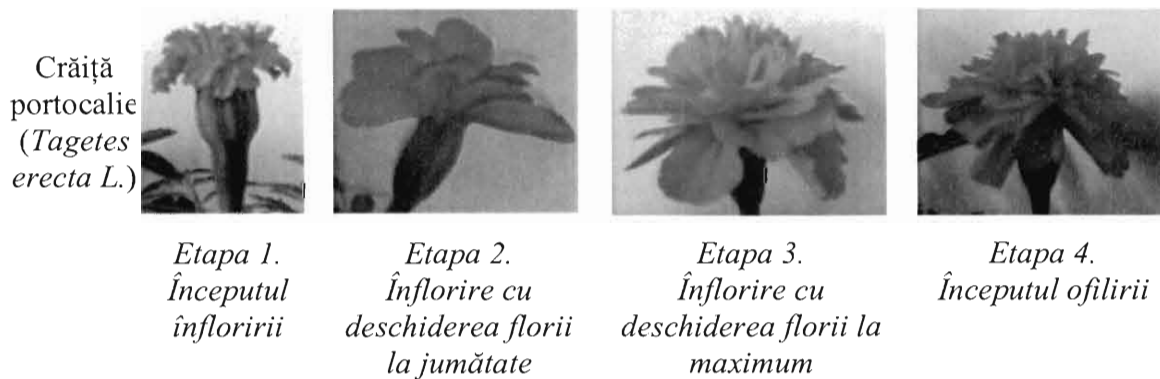 Crăiță
portocalie
(Tagetes
erecta L.)
Etapa 1.
Începutul
înfloririi
Etapa 2.
Înflorire cu
deschiderea florii
la jumătate
Etapa 3.
Înflorire cu
deschiderea florii la
maximum
Etapa 4.
Începutul ofilirii